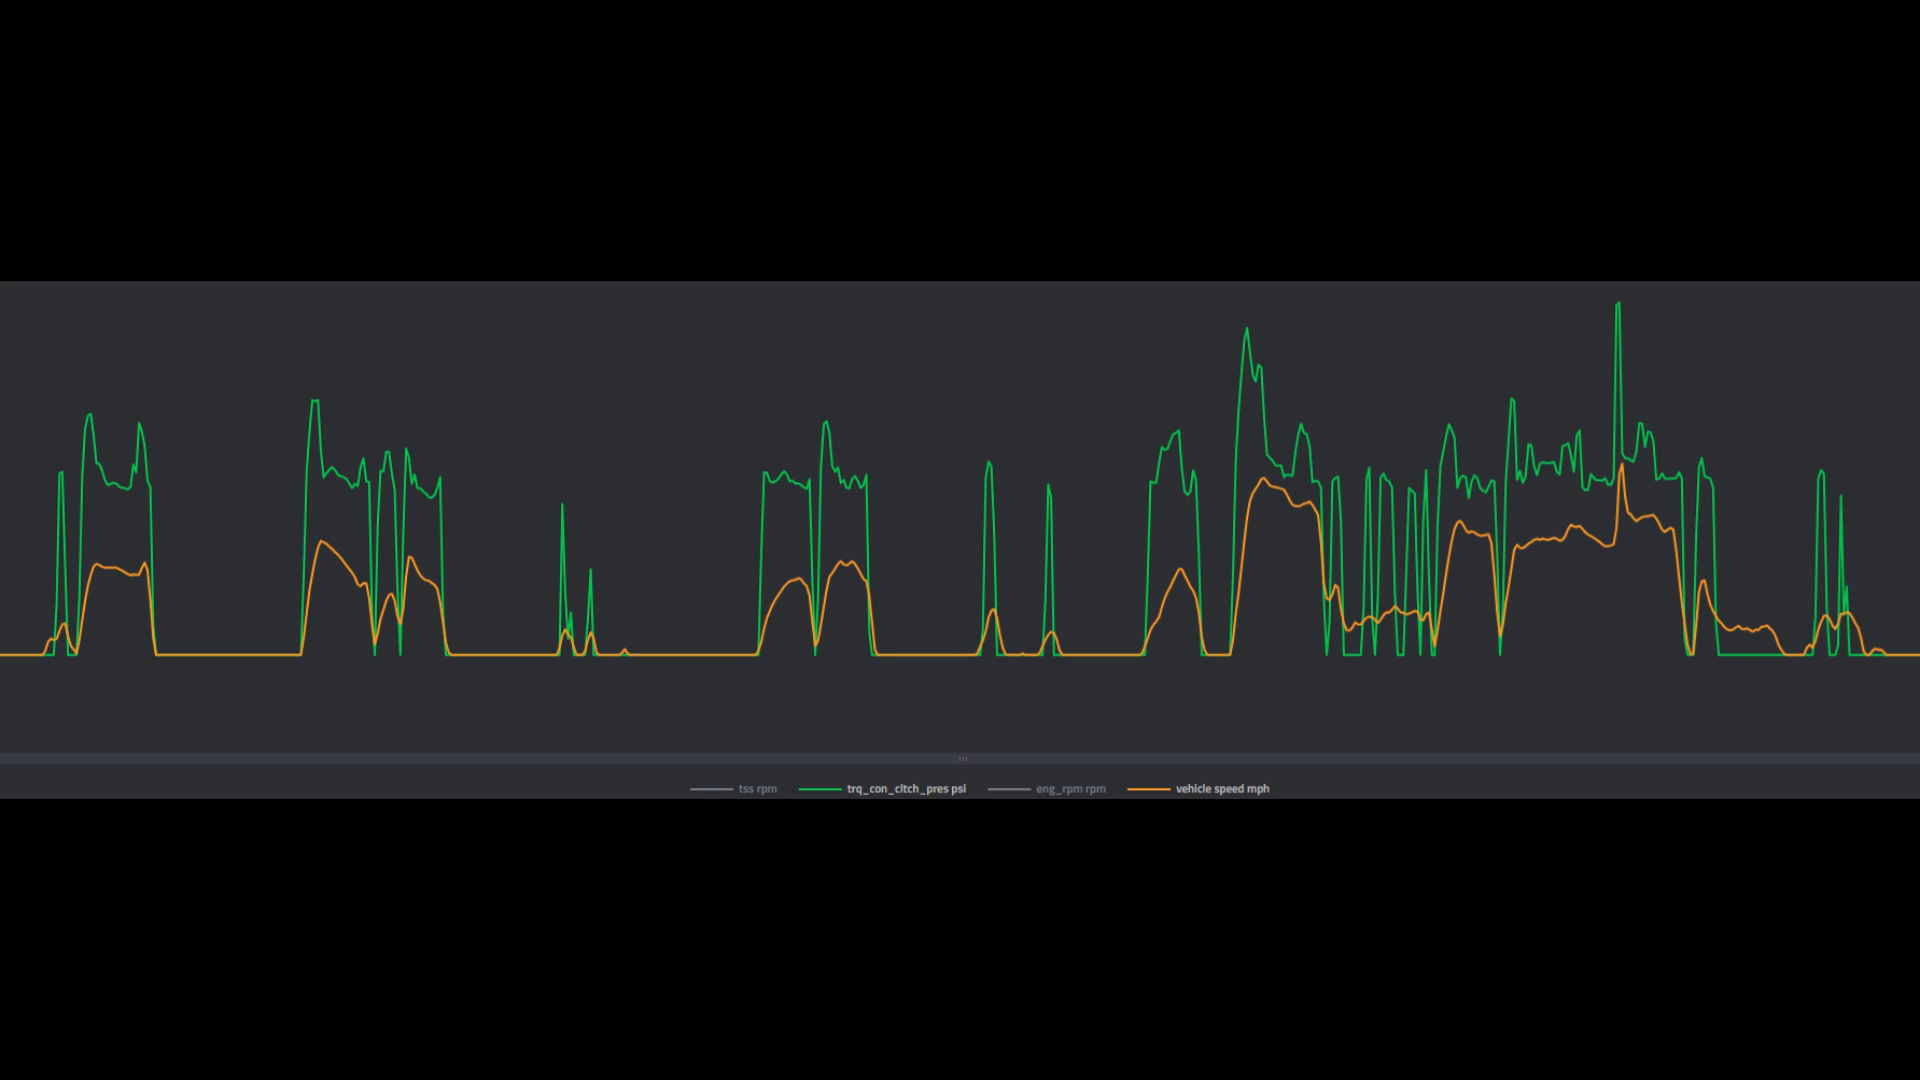 tss rpm trq_con_cltch_pres psi eng_rpm rpm vehicle speed mph